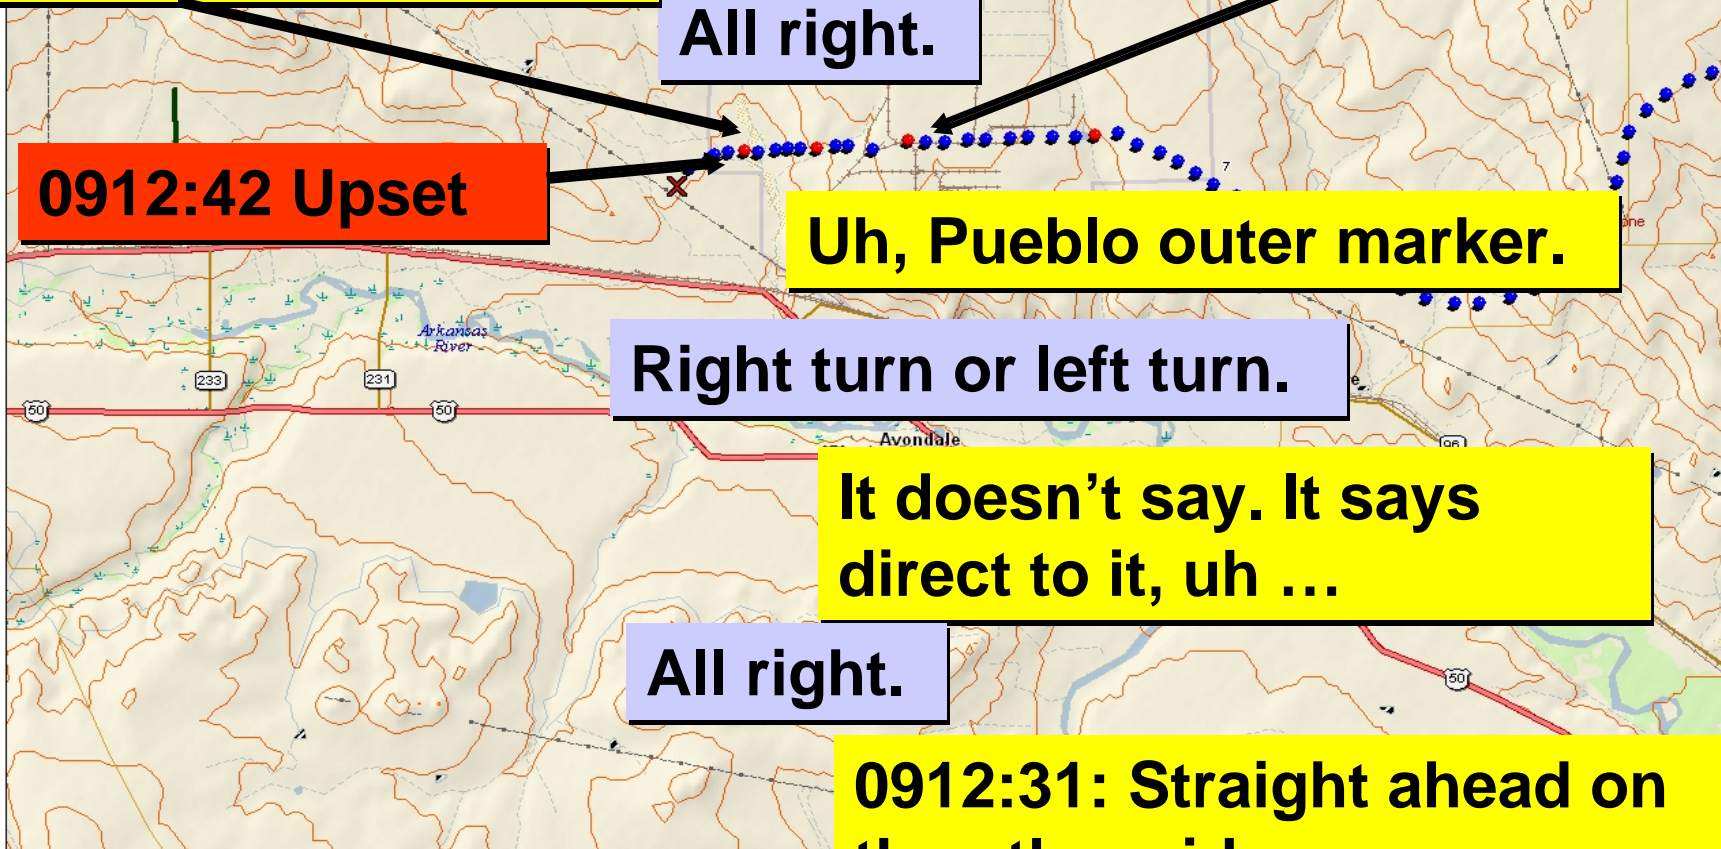 All right.
0912:42 Upset
7
Uh, Pueblo outer marker.
Arkansas
River
Right turn or left turn.
233
231
50
50
Avondale
96
It doesn’t say. It says
direct to it, uh …
All right.
50
0912:31: Straight ahead on